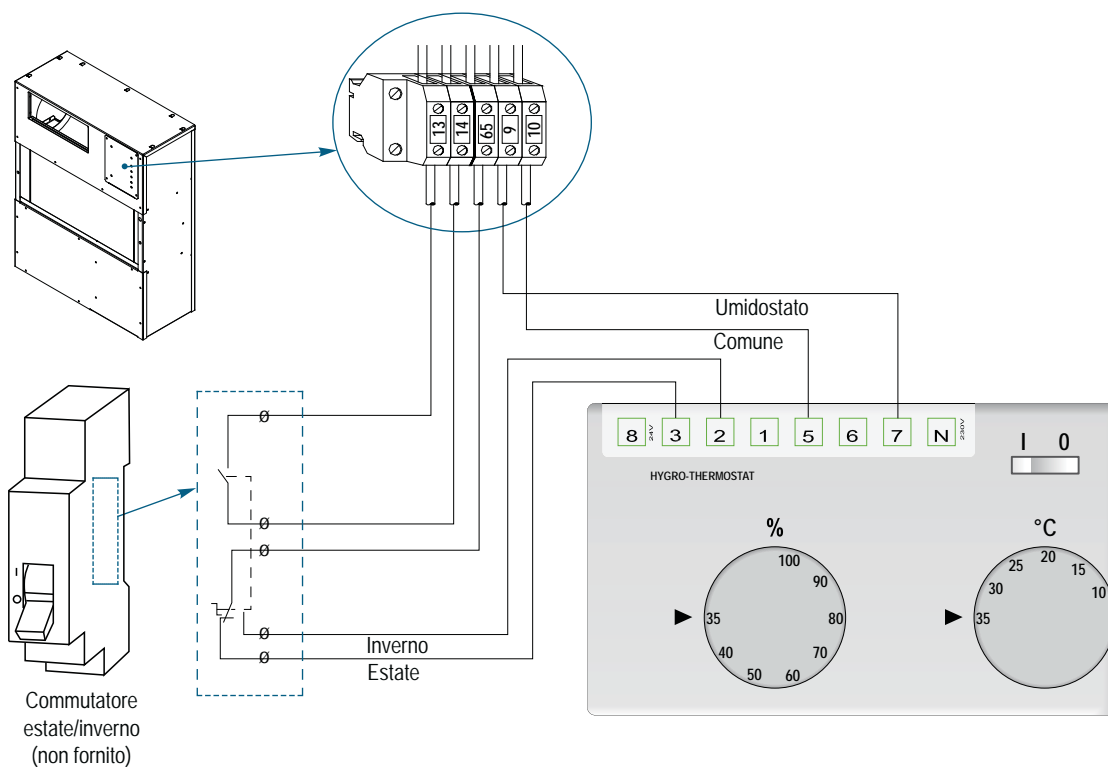 13 14 65 9 10
Umidostato
Comune
8 24V 3 2 1 5 6 7 N 230V
I 0
HYGRO-THERMOSTAT
%
100
90
80
70
60
50
40
35
°C
20
15
10
25
30
35
Ø
Ø
Ø
Ø
Ø
Inverno
Estate
I
O
Commutatore
estate/inverno
(non fornito)